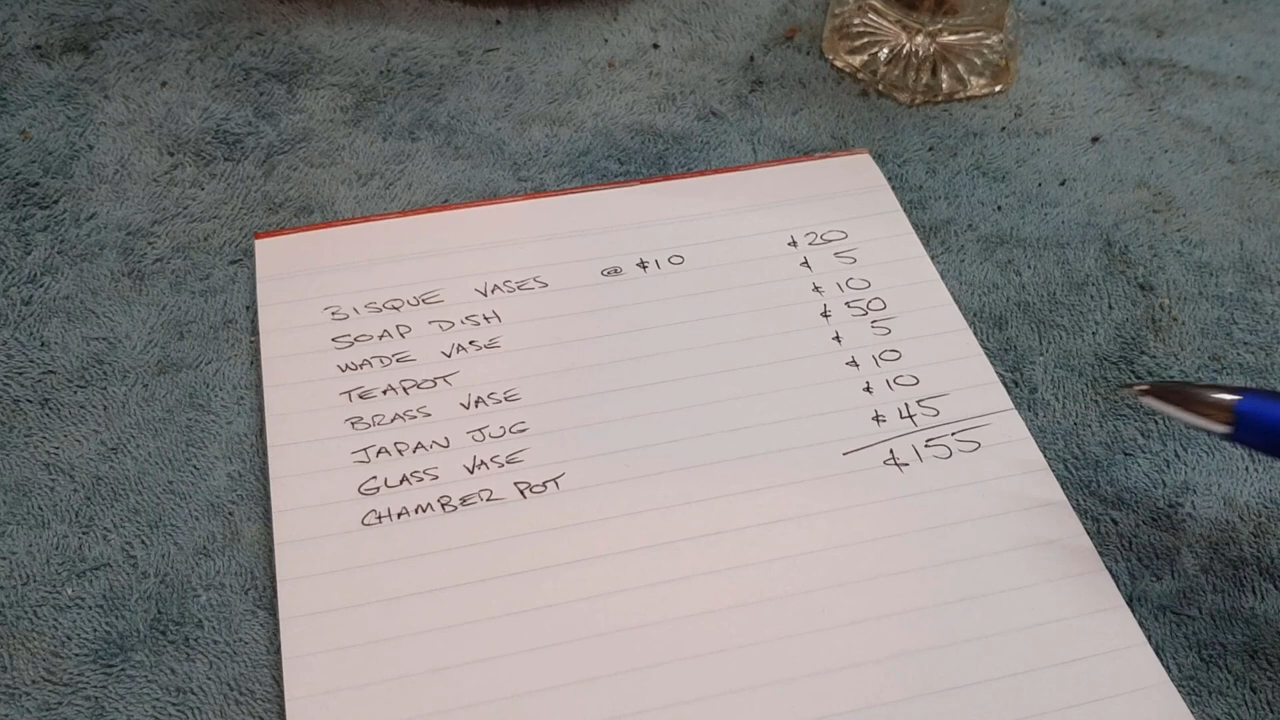 BISQUE VASES @ $10 $20
SOAP DISH $ 5
WADE VASE $10
TEAPOT $50
BRASS VASE $ 5
JAPAN JUG $10
GLASS VASE $10
CHAMBER POT $45
$155